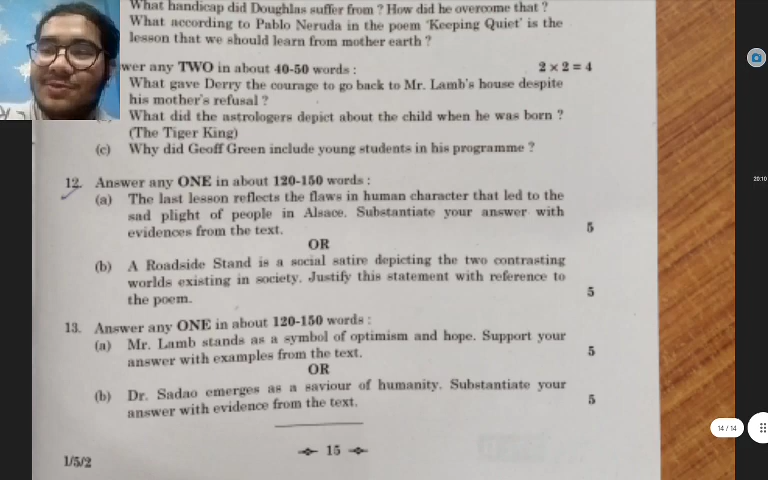 What handicap did Doughlas suffer from ? How did he overcome that ?
What according to Pablo Neruda in the poem 'Keeping Quiet' is the
lesson that we should learn from mother earth ?
wer any TWO in about 40-50 words : 2 × 2 = 4
What gave Derry the courage to go back to Mr. Lamb's house despite
his mother's refusal ?
What did the astrologers depict about the child when he was born ?
(The Tiger King)
(c) Why did Geoff Green include young students in his programme ?
12. Answer any ONE in about 120-150 words :
(a) The last lesson reflects the flaws in human character that led to the
sad plight of people in Alsace. Substantiate your answer with
evidences from the text. 5
OR
(b) A Roadside Stand is a social satire depicting the two contrasting
worlds existing in society. Justify this statement with reference to
the poem. 5
13. Answer any ONE in about 120-150 words :
(a) Mr. Lamb stands as a symbol of optimism and hope. Support your
answer with examples from the text. 5
OR
(b) Dr. Sadao emerges as a saviour of humanity. Substantiate your
answer with evidence from the text. 5
15
1/5/2
20:10
14 / 14